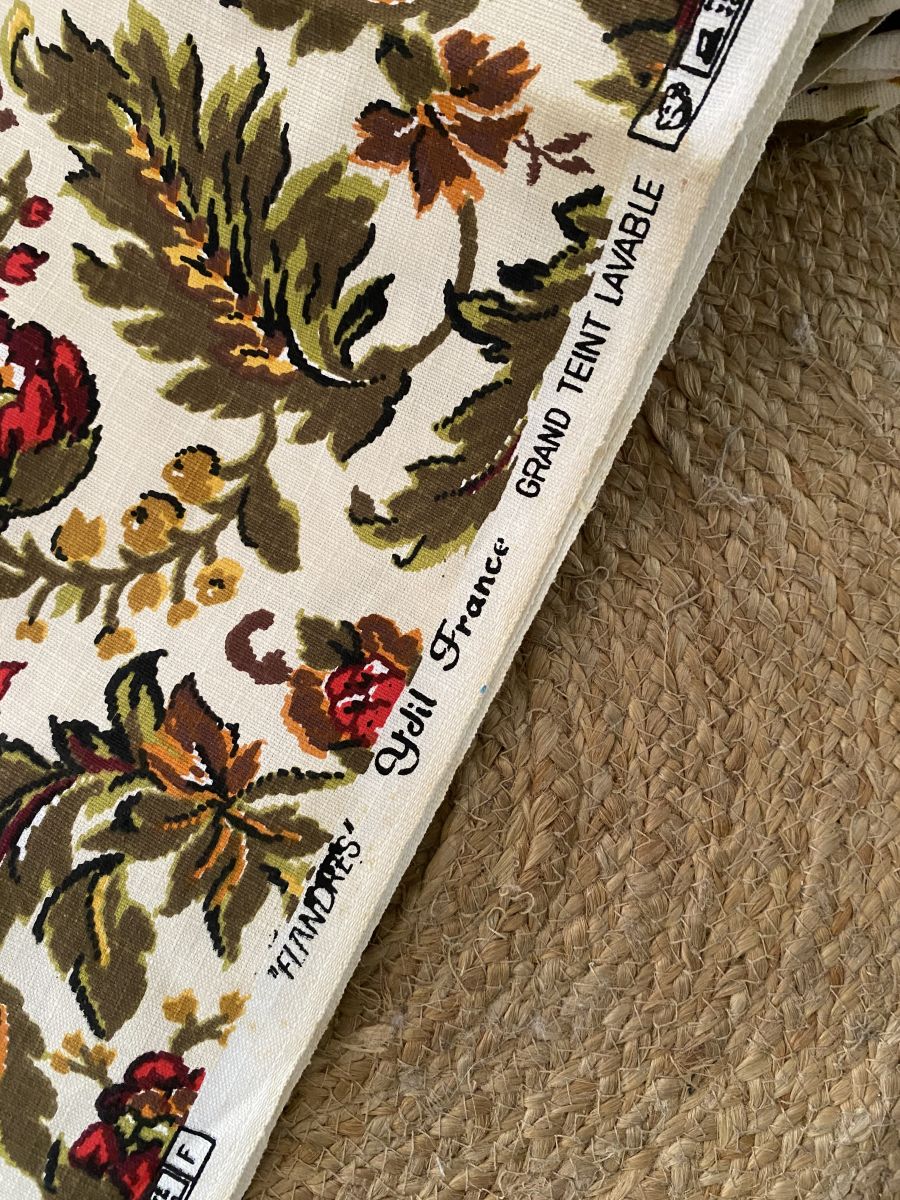 "FLANDRES"
Ydil France
GRAND TEINT LAVABLE
F